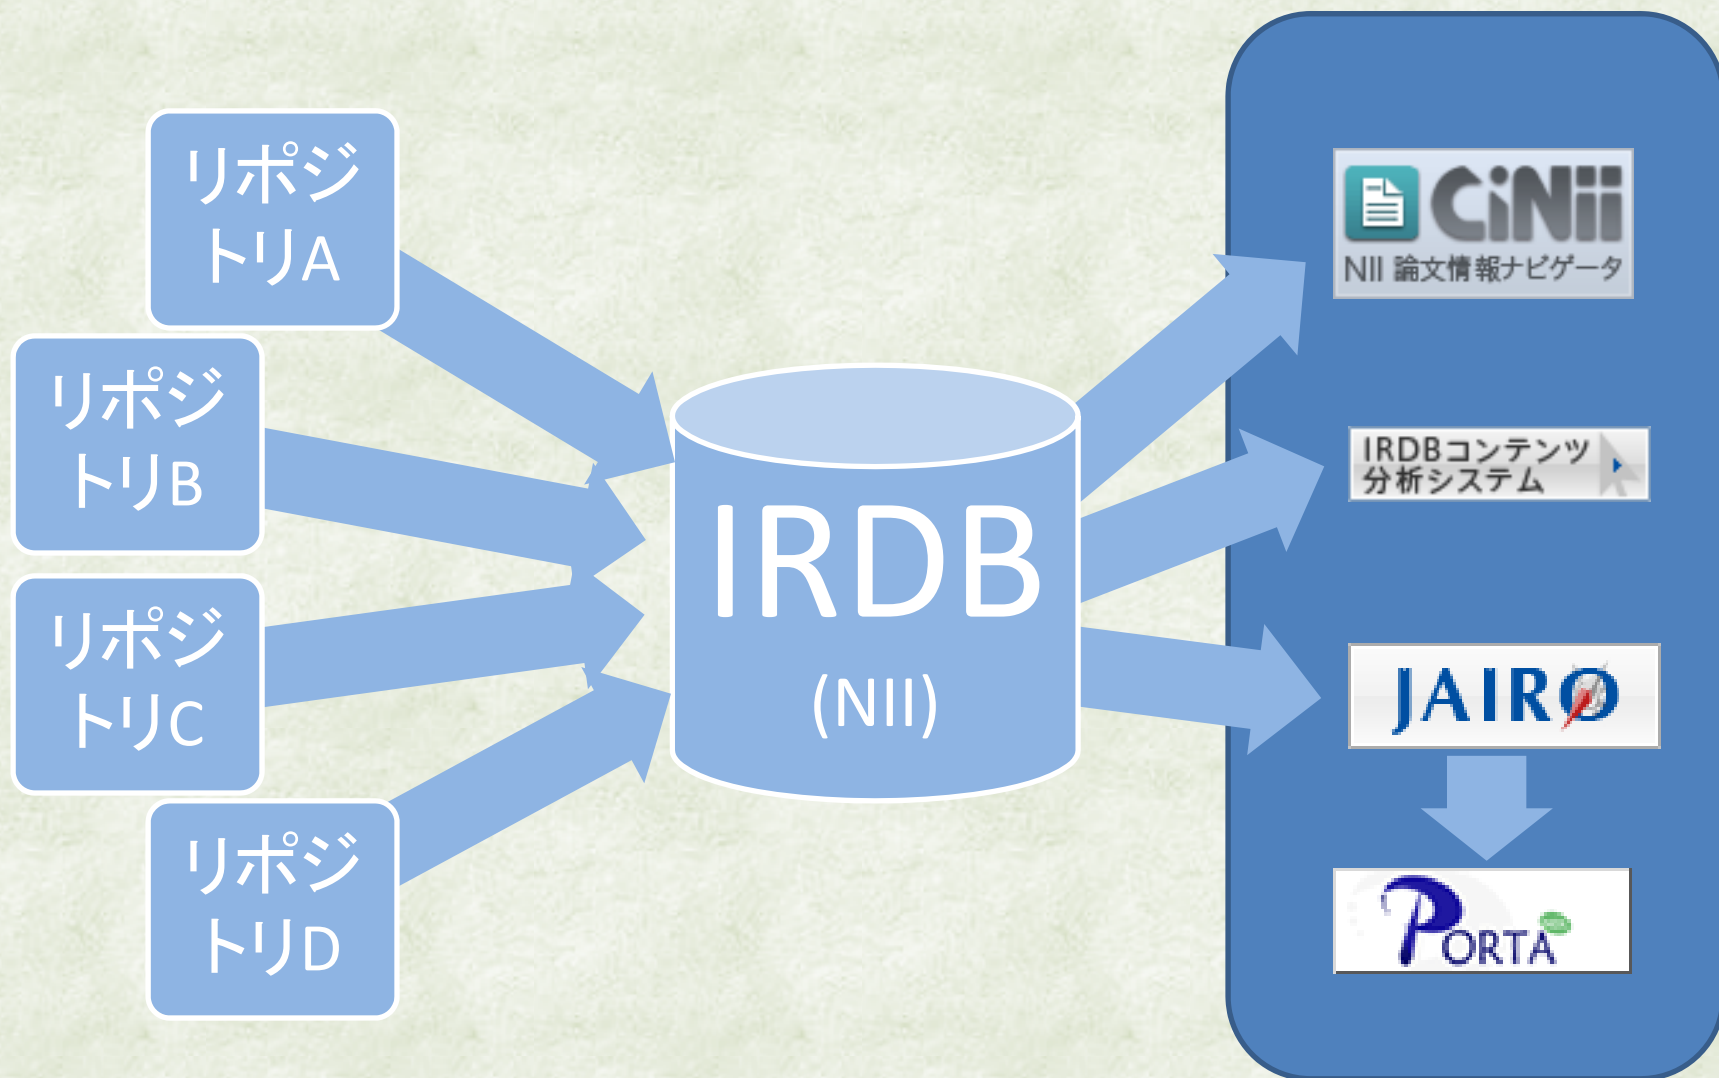 リポジ
トリA
リポジ
トリB
リポジ
トリC
リポジ
トリD
IRDB
(NII)
CiNii
NII 論文情報ナビゲータ
IRDBコンテンツ
分析システム
JAIRO
PORTA